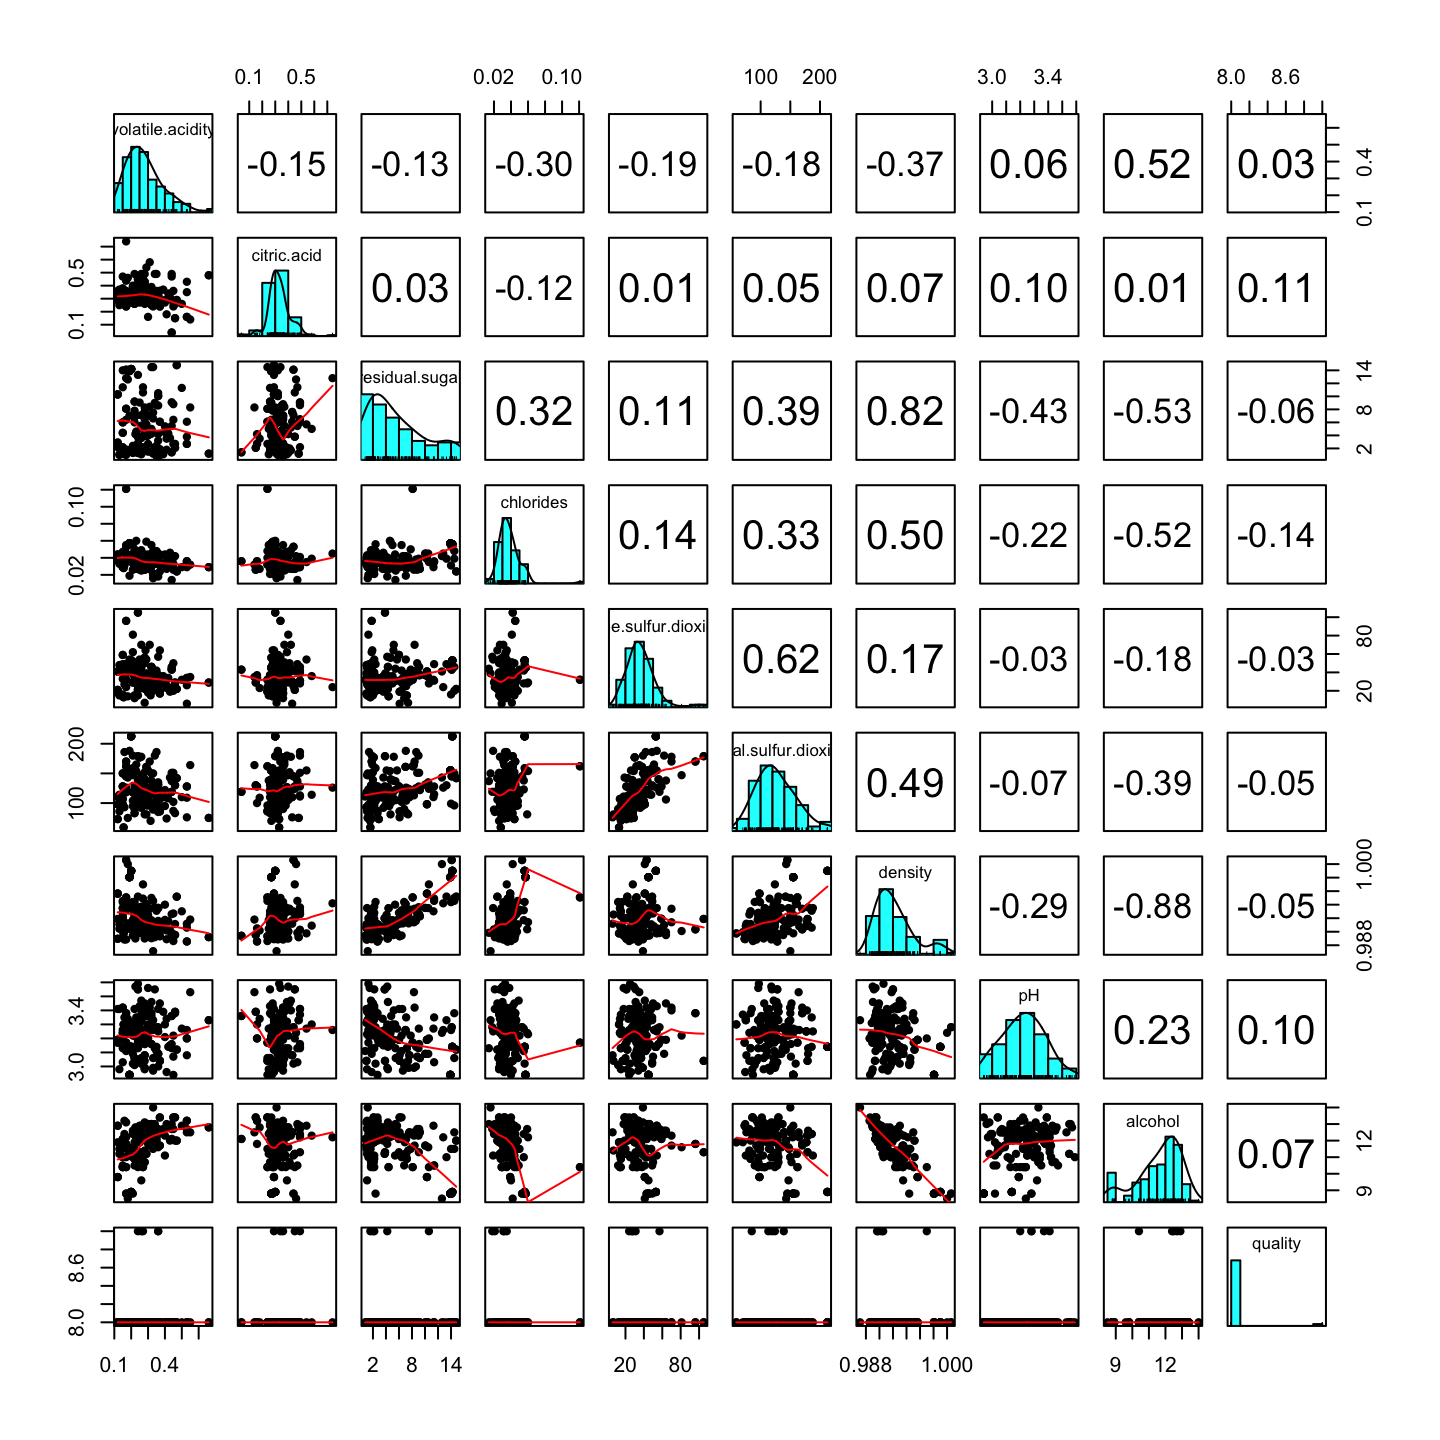 0.1 0.5 0.02 0.10 100 200 3.0 3.4 8.0 8.6
volatile.acidity -0.15 -0.13 -0.30 -0.19 -0.18 -0.37 0.06 0.52 0.03 0.1 0.4
0.1 0.5 citric.acid 0.03 -0.12 0.01 0.05 0.07 0.10 0.01 0.11
esidual.suga 0.32 0.11 0.39 0.82 -0.43 -0.53 -0.06 2 8 14
0.02 0.10 chlorides 0.14 0.33 0.50 -0.22 -0.52 -0.14
e.sulfur.dioxi 0.62 0.17 -0.03 -0.18 -0.03 20 80
100 200 al.sulfur.dioxi 0.49 -0.07 -0.39 -0.05
density -0.29 -0.88 -0.05 0.988 1.000
3.0 3.4 pH 0.23 0.10
alcohol 0.07 9 12
8.0 8.6 quality
0.1 0.4 2 8 14 20 80 0.988 1.000 9 12